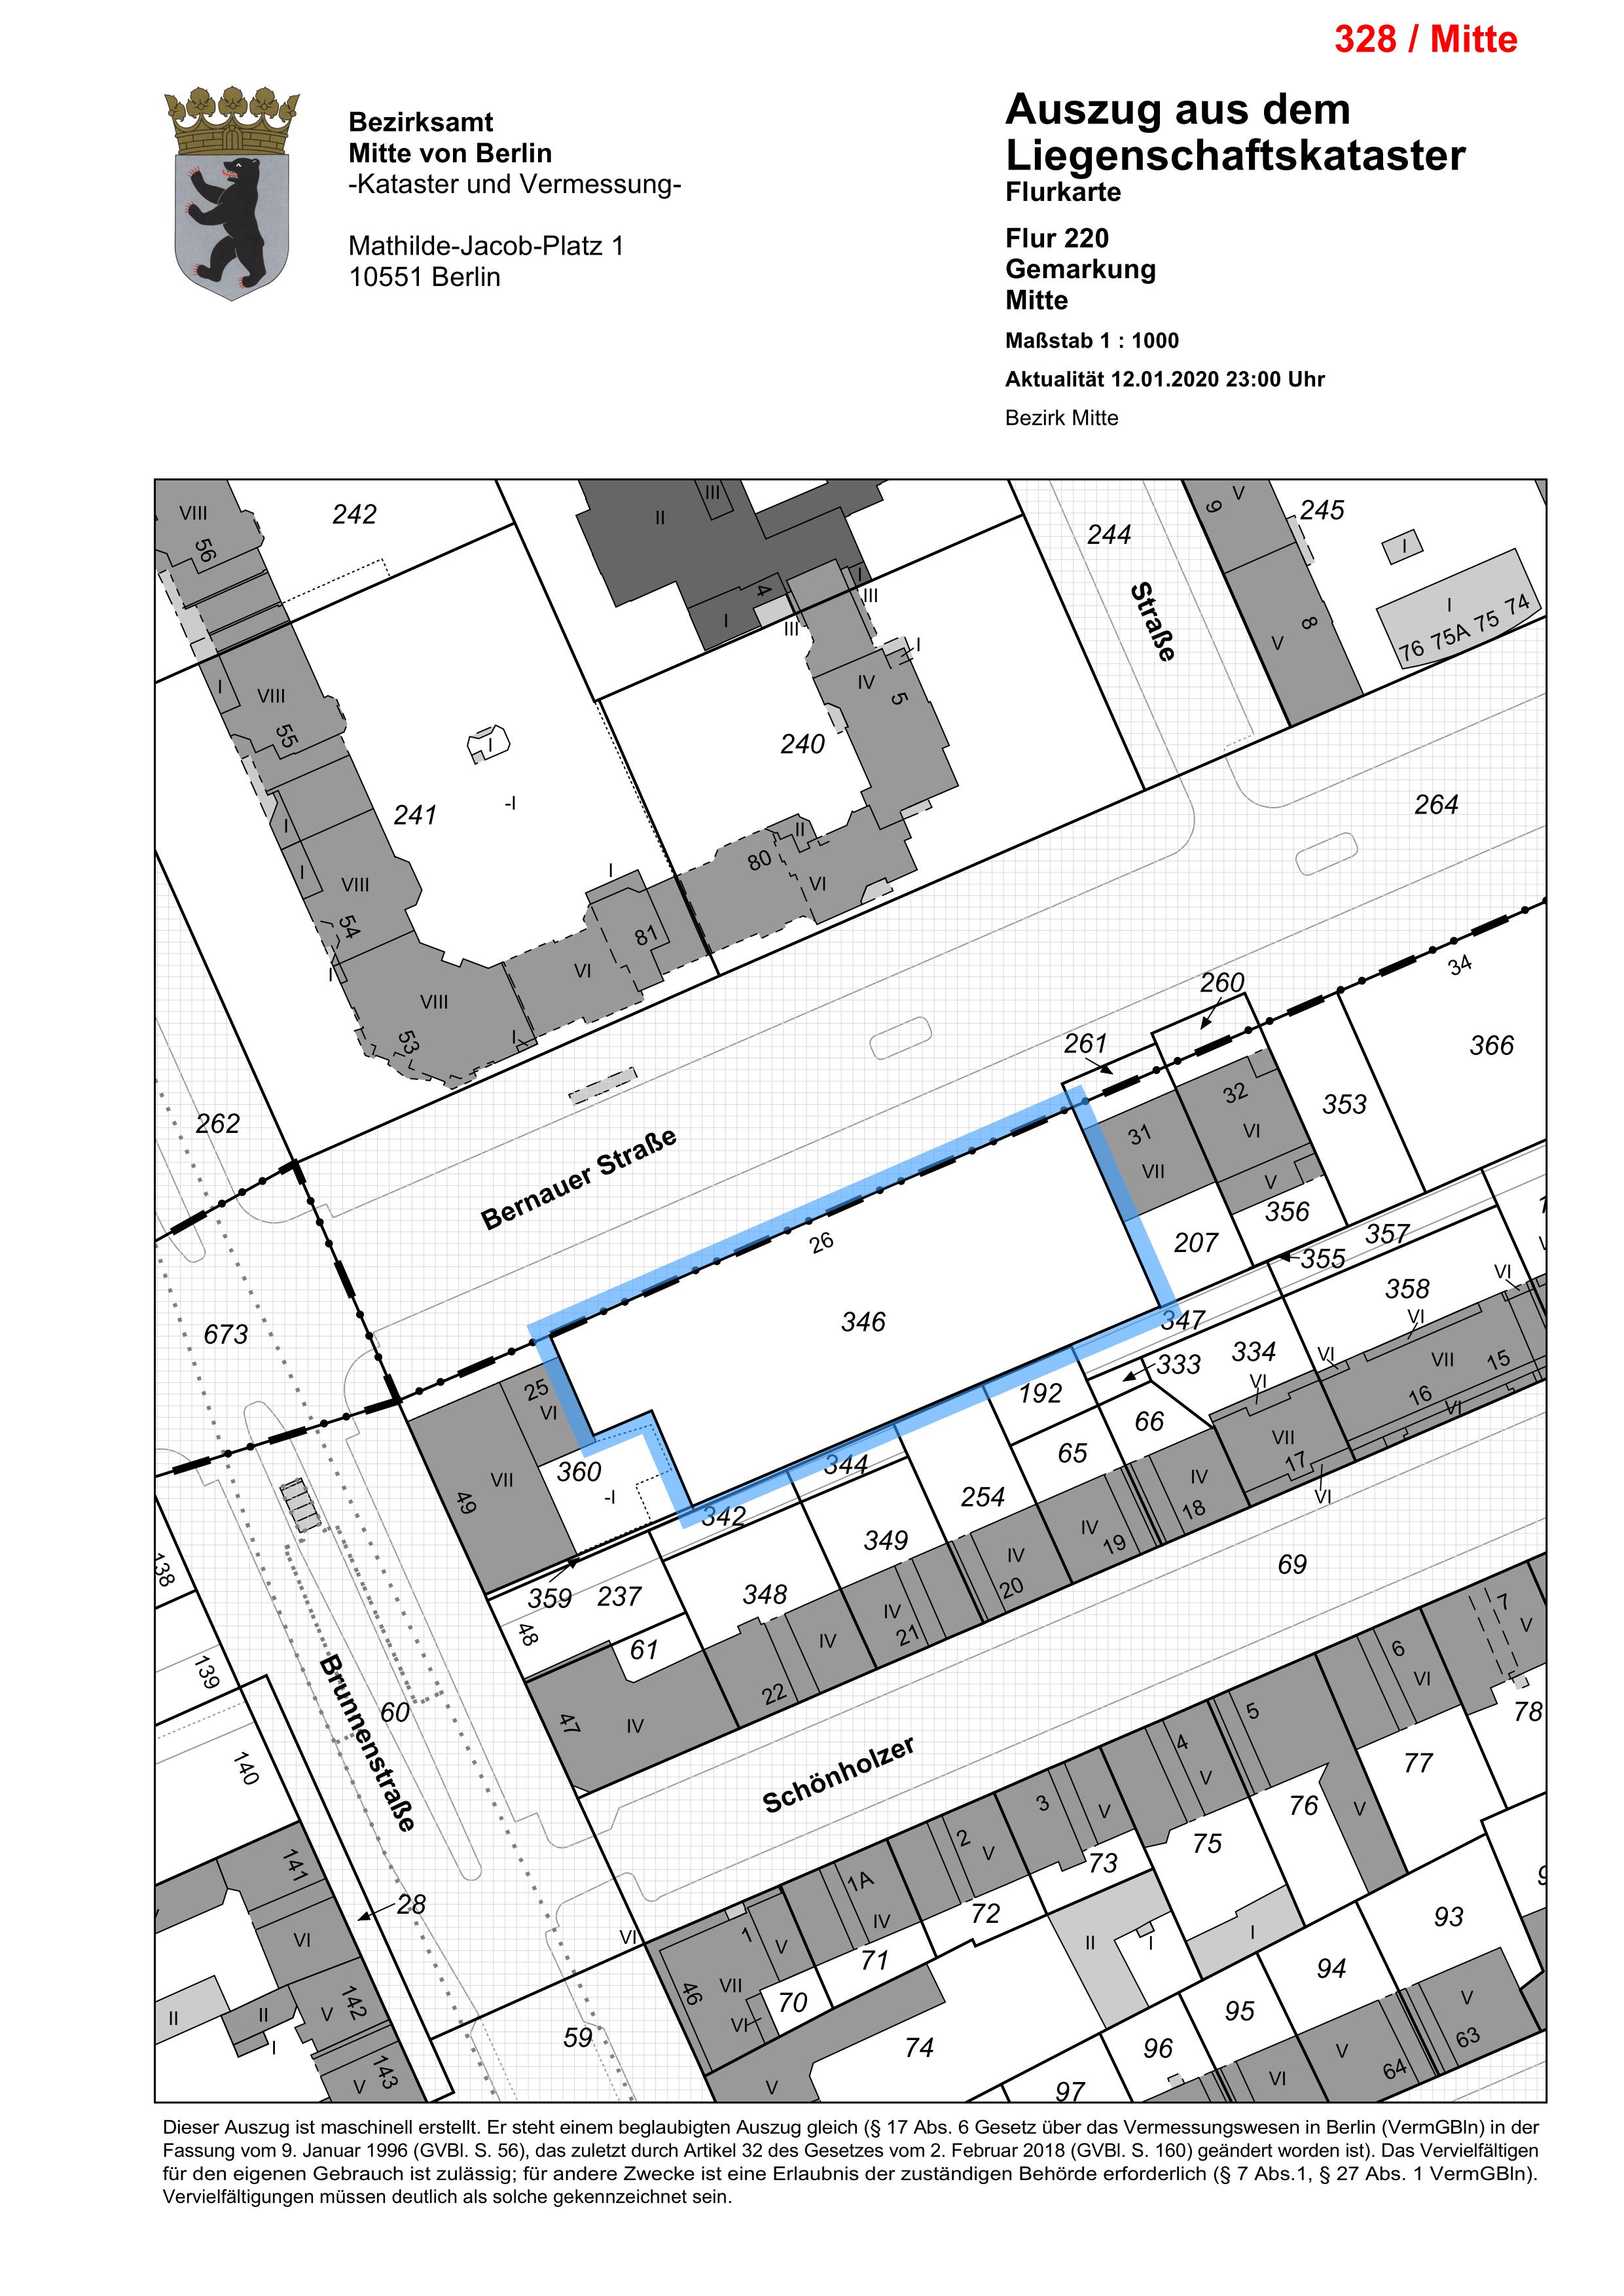 328 / Mitte
Bezirksamt
Mitte von Berlin
-Kataster und Vermessung-
Mathilde-Jacob-Platz 1
10551 Berlin
Auszug aus dem
Liegenschaftskataster
Flurkarte
Flur 220
Gemarkung
Mitte
Maßstab 1 : 1000
Aktualität 12.01.2020 23:00 Uhr
Bezirk Mitte
VIII
56
242
III
II
244
9
V
245
I
4
I
I
III
III
Straße
V
8
I
76 75A 75 74
I
VIII
55
I
IV
5
240
I
-I
241
264
I
I
VIII
54
I
80
II
VI
81
VI
I
VIII
53
I
34
260
261
366
262
32
353
31
VI
VII
V
Bernauer Straße
26
356
207
357
355
358
VI
VI
673
346
347
333
334
VI
VI
VII
15
16
VI
25
VI
192
66
65
VII
17
VI
360
-I
VII
49
344
342
254
IV
18
IV
19
349
IV
20
69
138
359
237
348
48
61
IV
21
IV
22
47
IV
139
Brunnenstraße
60
140
Schönholzer
7
V
6
VI
78
5
4
V
77
76
V
3
V
75
2
V
73
1A
IV
72
141
28
VI
1
V
71
VI
II
I
I
93
94
46
VII
VI
70
II
II
I
V
142
V
143
59
74
V
95
96
97
V
63
V
64
VI
Dieser Auszug ist maschinell erstellt. Er steht einem beglaubigten Auszug gleich (§ 17 Abs. 6 Gesetz über das Vermessungswesen in Berlin (VermGBln) in der
Fassung vom 9. Januar 1996 (GVBl. S. 56), das zuletzt durch Artikel 32 des Gesetzes vom 2. Februar 2018 (GVBl. S. 160) geändert worden ist). Das Vervielfältigen
für den eigenen Gebrauch ist zulässig; für andere Zwecke ist eine Erlaubnis der zuständigen Behörde erforderlich (§ 7 Abs.1, § 27 Abs. 1 VermGBln).
Vervielfältigungen müssen deutlich als solche gekennzeichnet sein.